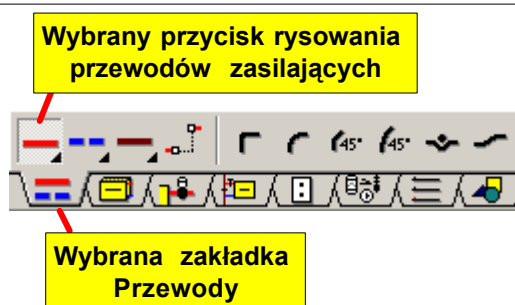 Wybrany przycisk rysowania
przewodów zasilających
45° 45°
Wybrana zakładka
Przewody